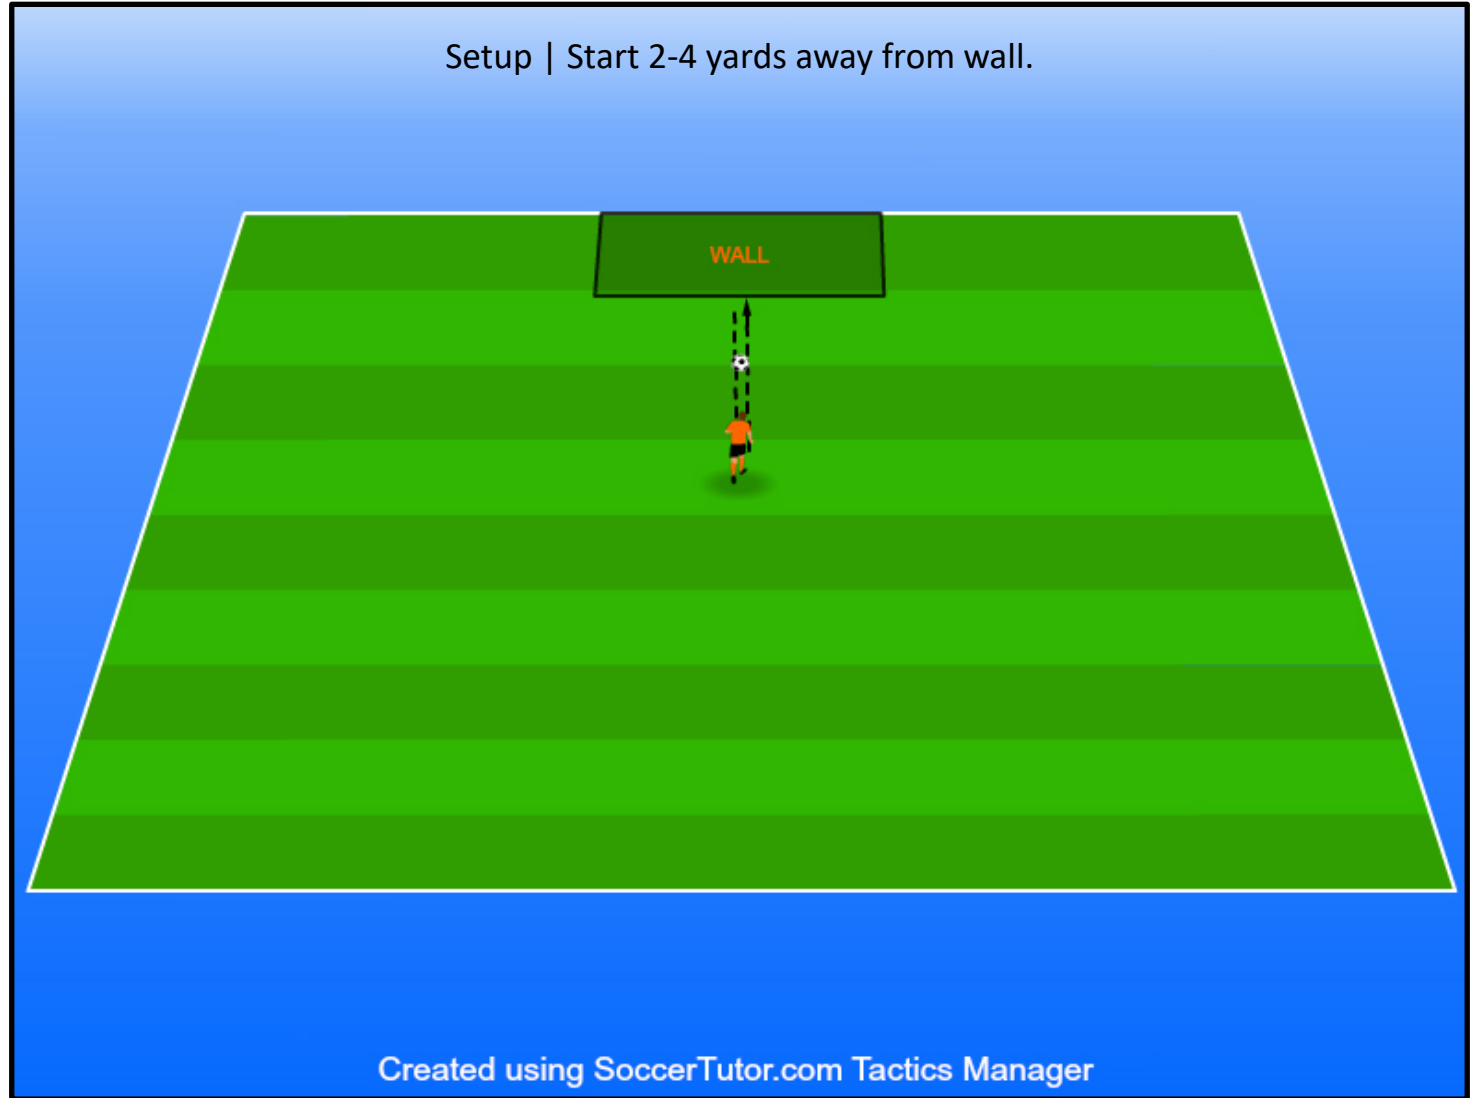 Setup | Start 2-4 yards away from wall.
WALL
Created using SoccerTutor.com Tactics Manager